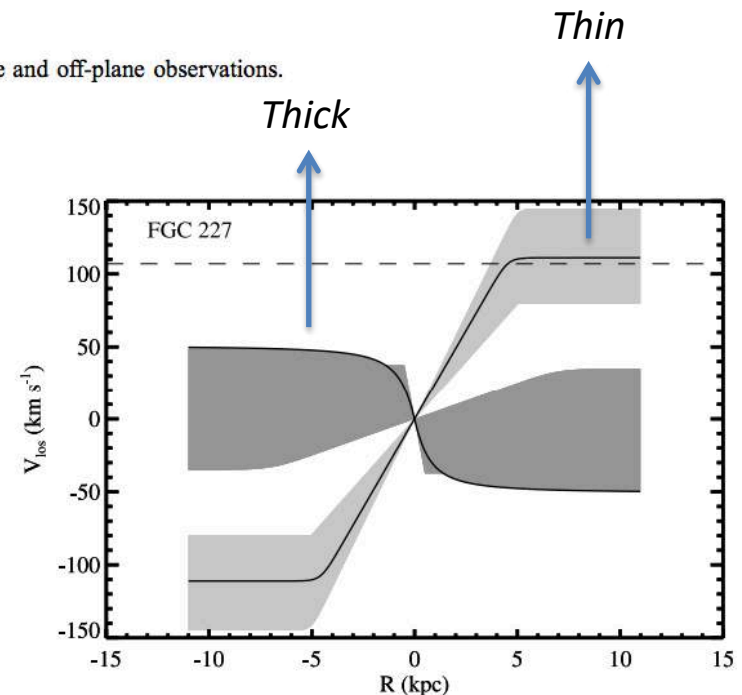 Thin
e and off-plane observations.
Thick
FGC 227
150
100
50
0
-50
-100
-150
V_los (km s⁻¹)
-15 -10 -5 0 5 10 15
R (kpc)